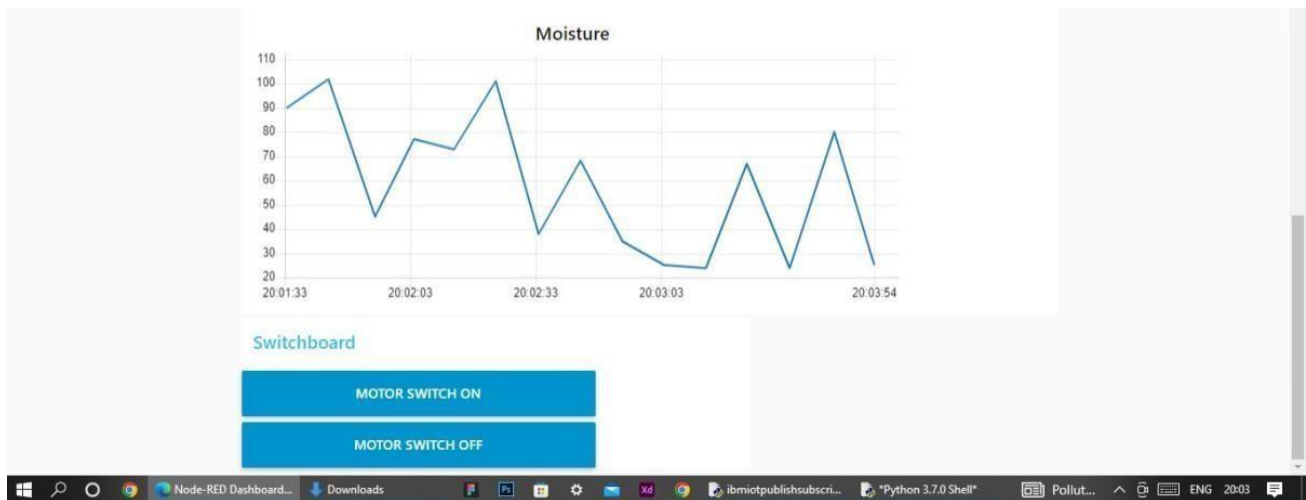 Moisture
110
100
90
80
70
60
50
40
30
20
20:01:33 20:02:03 20:02:33 20:03:03 20:03:54
Switchboard
MOTOR SWITCH ON
MOTOR SWITCH OFF
Node-RED Dashboard... Downloads Ps Xd ibmiotpublishsubscri... *Python 3.7.0 Shell* Pollut... ENG 20:03